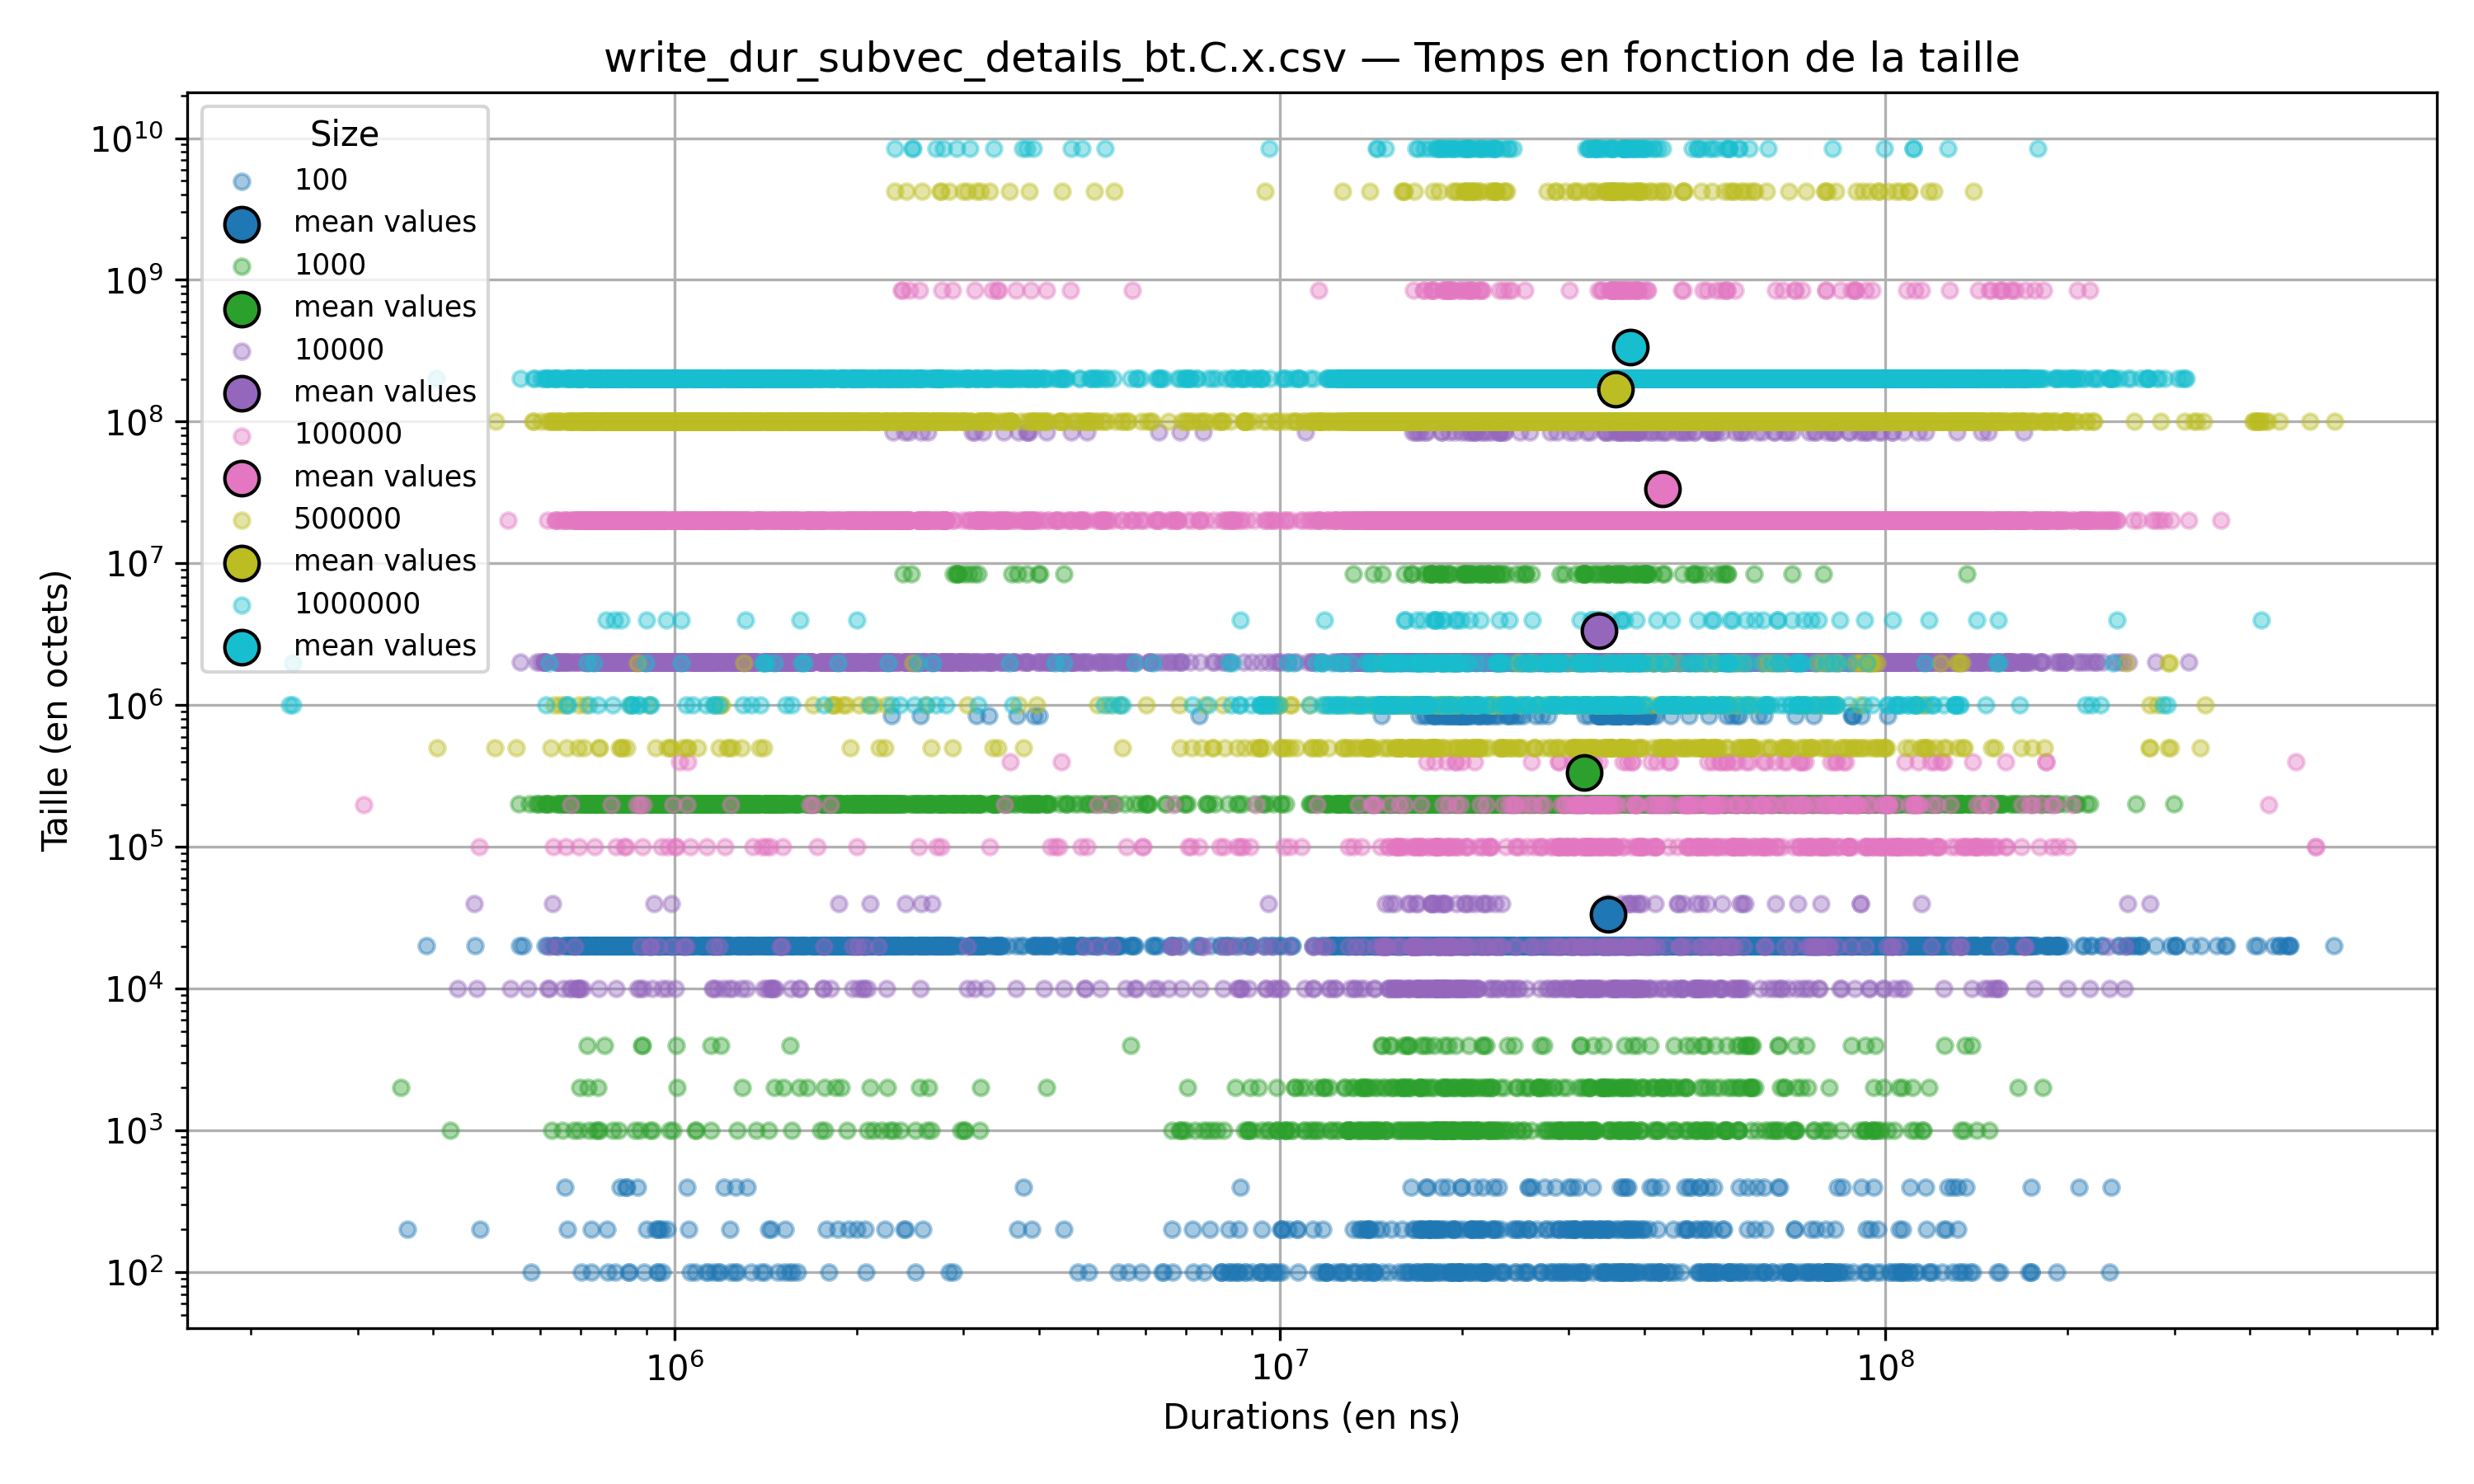 write_dur_subvec_details_bt.C.x.csv — Temps en fonction de la taille
Taille (en octets)
10¹⁰
10⁹
10⁸
10⁷
10⁶
10⁵
10⁴
10³
10²
Size
100
mean values
1000
mean values
10000
mean values
100000
mean values
500000
mean values
1000000
mean values
10⁶ 10⁷ 10⁸
Durations (en ns)